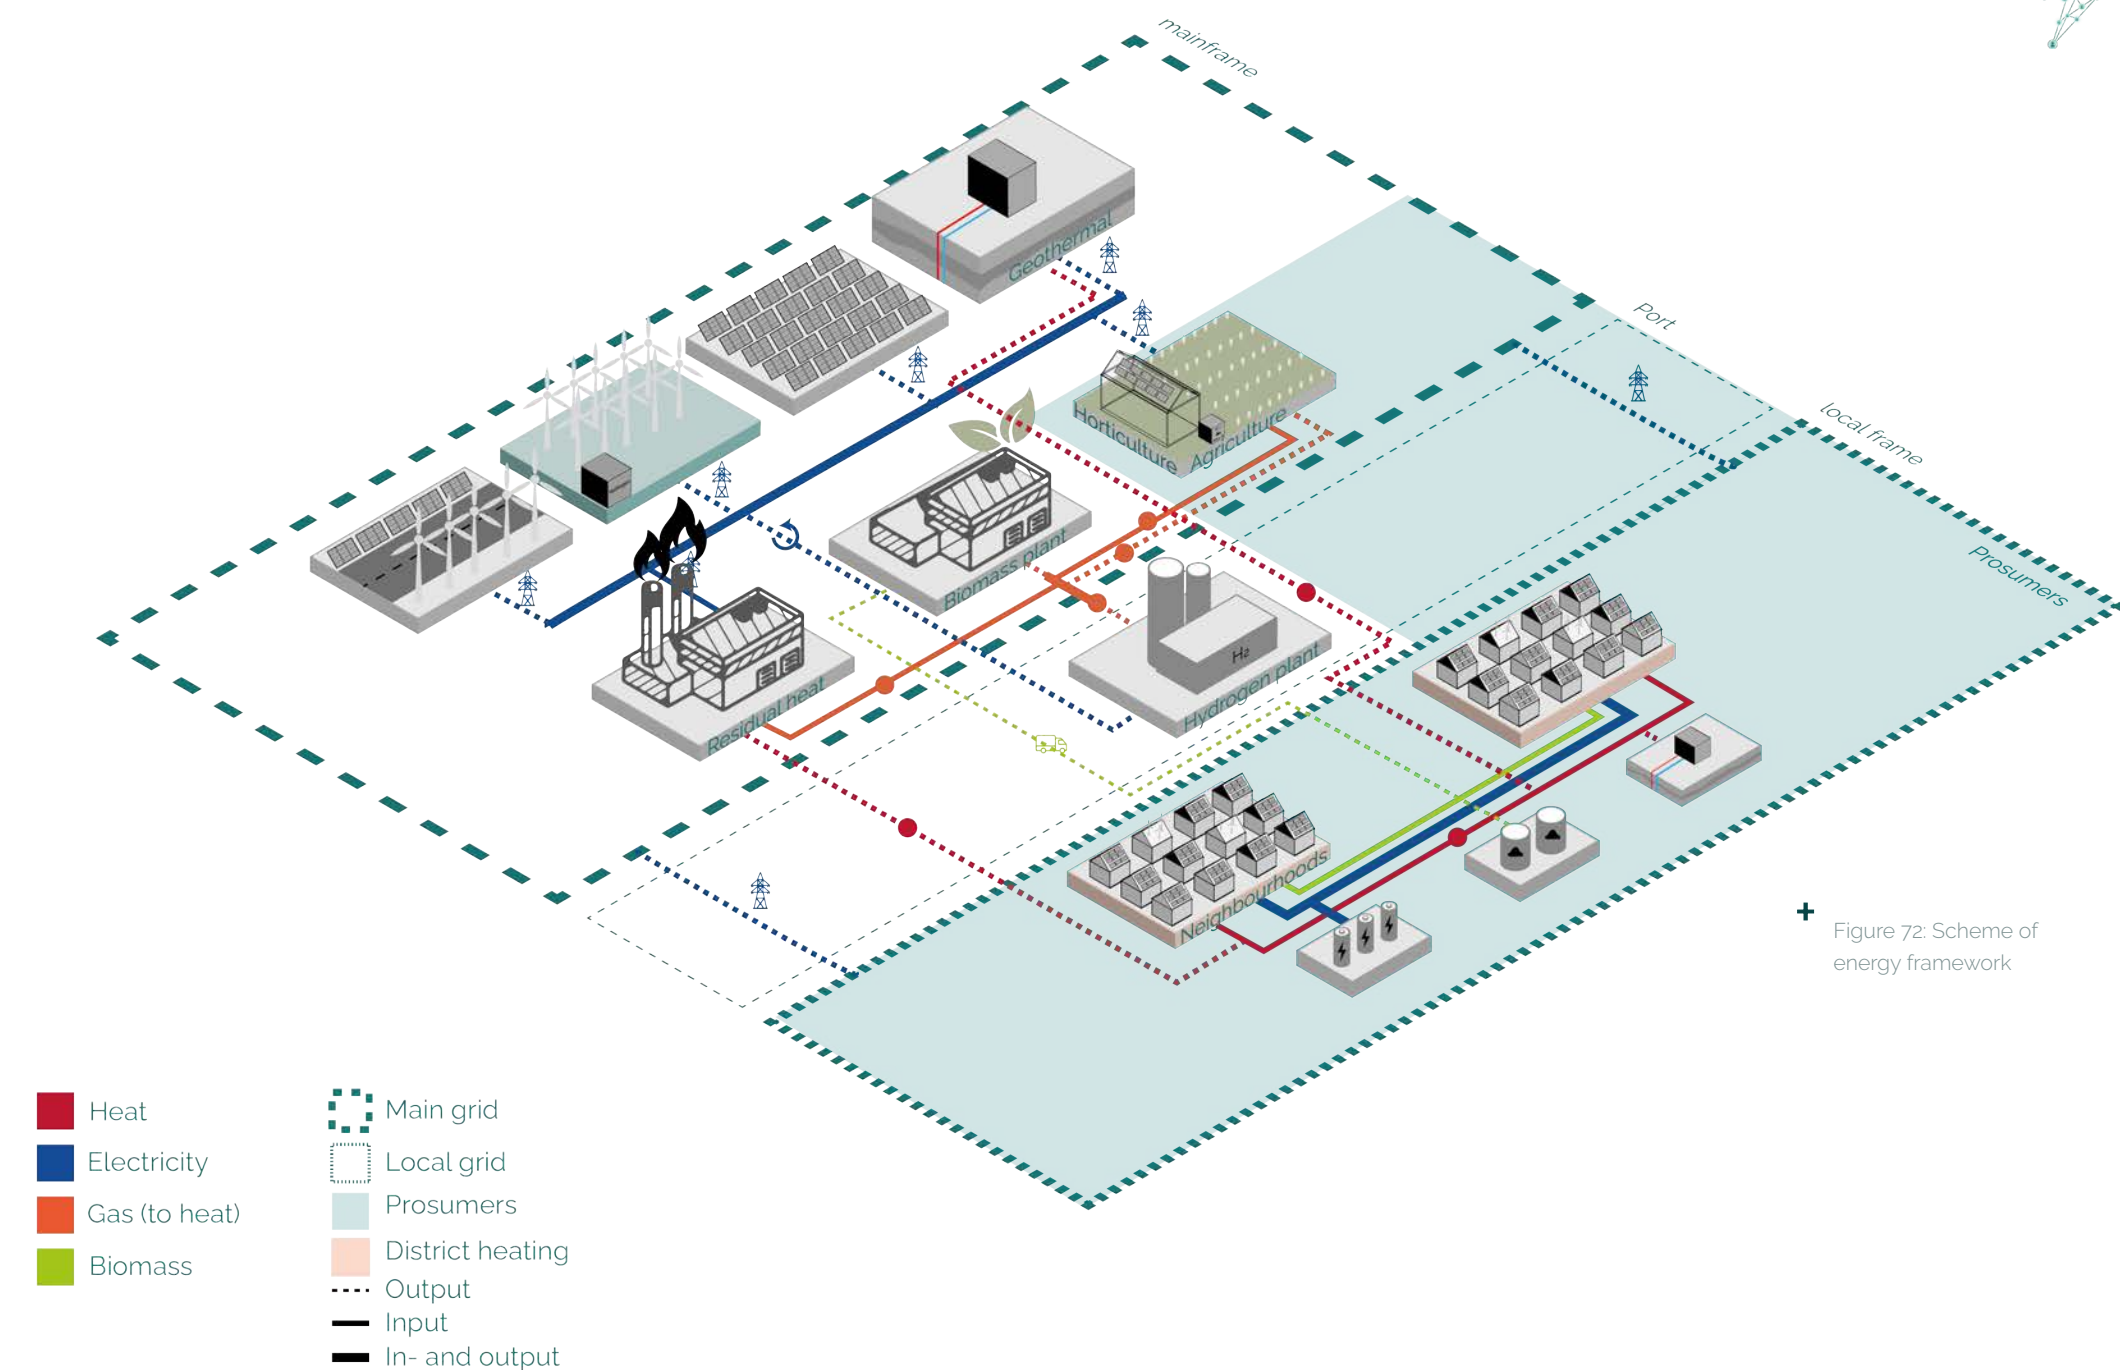 mainframe
Geothermal
Port
local frame
Horticulture
Agriculture
Prosumers
Biomass plant
H₂
Hydrogen plant
Residual heat
Neighbourhoods
Figure 72: Scheme of
energy framework
Heat
Electricity
Gas (to heat)
Biomass
Main grid
Local grid
Prosumers
District heating
Output
Input
In- and output